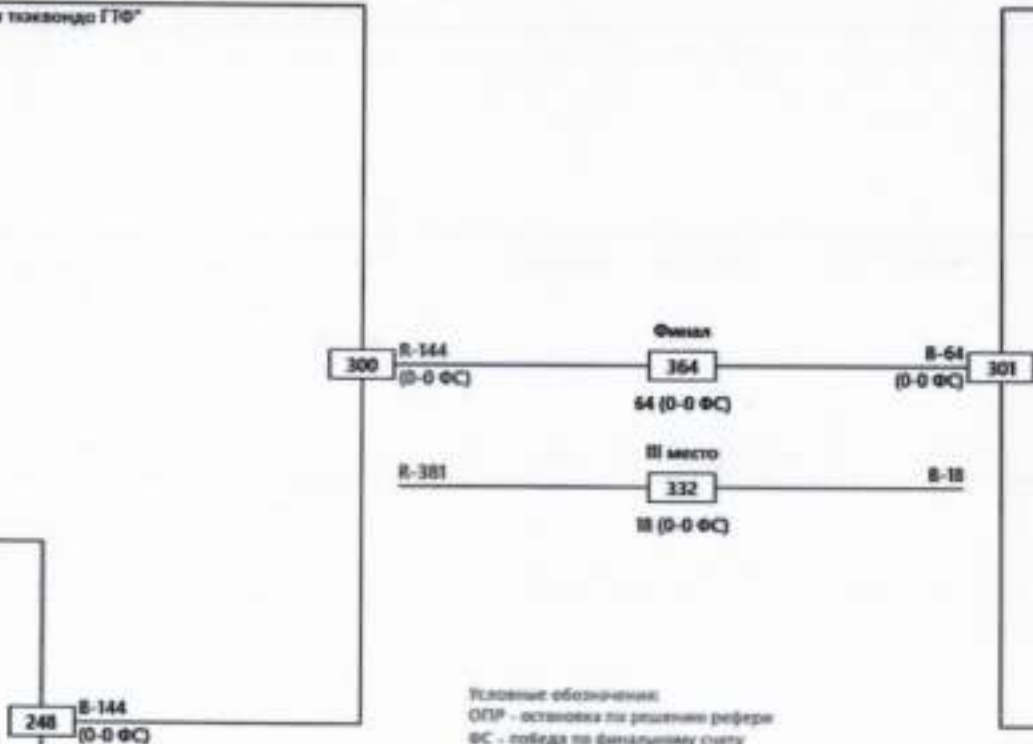 тхэквондо ГТФ"
Финал
300
R-144
(0-0 ФС)
364
64 (0-0 ФС)
B-64
(0-0 ФС)
301
III место
R-381
332
18 (0-0 ФС)
B-18
248
B-144
(0-0 ФС)
Условные обозначения:
ОПР - остановка по решению рефери
ФС - победа по финальному счету